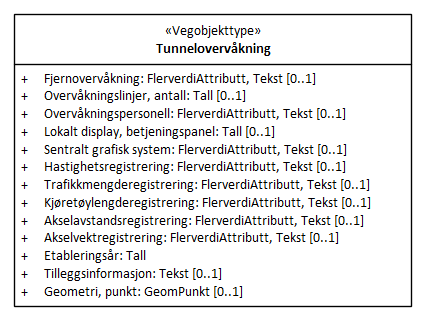 «Vegobjekttype»
Tunnelovervåkning
+ Fjernovervåkning: FlerverdiAttributt, Tekst [0..1]
+ Overvåkningslinjer, antall: Tall [0..1]
+ Overvåkningspersonell: FlerverdiAttributt, Tekst [0..1]
+ Lokalt display, betjeningspanel: Tall [0..1]
+ Sentralt grafisk system: FlerverdiAttributt, Tekst [0..1]
+ Hastighetsregistrering: FlerverdiAttributt, Tekst [0..1]
+ Trafikkmengderegistrering: FlerverdiAttributt, Tekst [0..1]
+ Kjøretøylengderegistrering: FlerverdiAttributt, Tekst [0..1]
+ Akselavstandsregistrering: FlerverdiAttributt, Tekst [0..1]
+ Akselvektregistrering: FlerverdiAttributt, Tekst [0..1]
+ Etableringsår: Tall
+ Tilleggsinformasjon: Tekst [0..1]
+ Geometri, punkt: GeomPunkt [0..1]